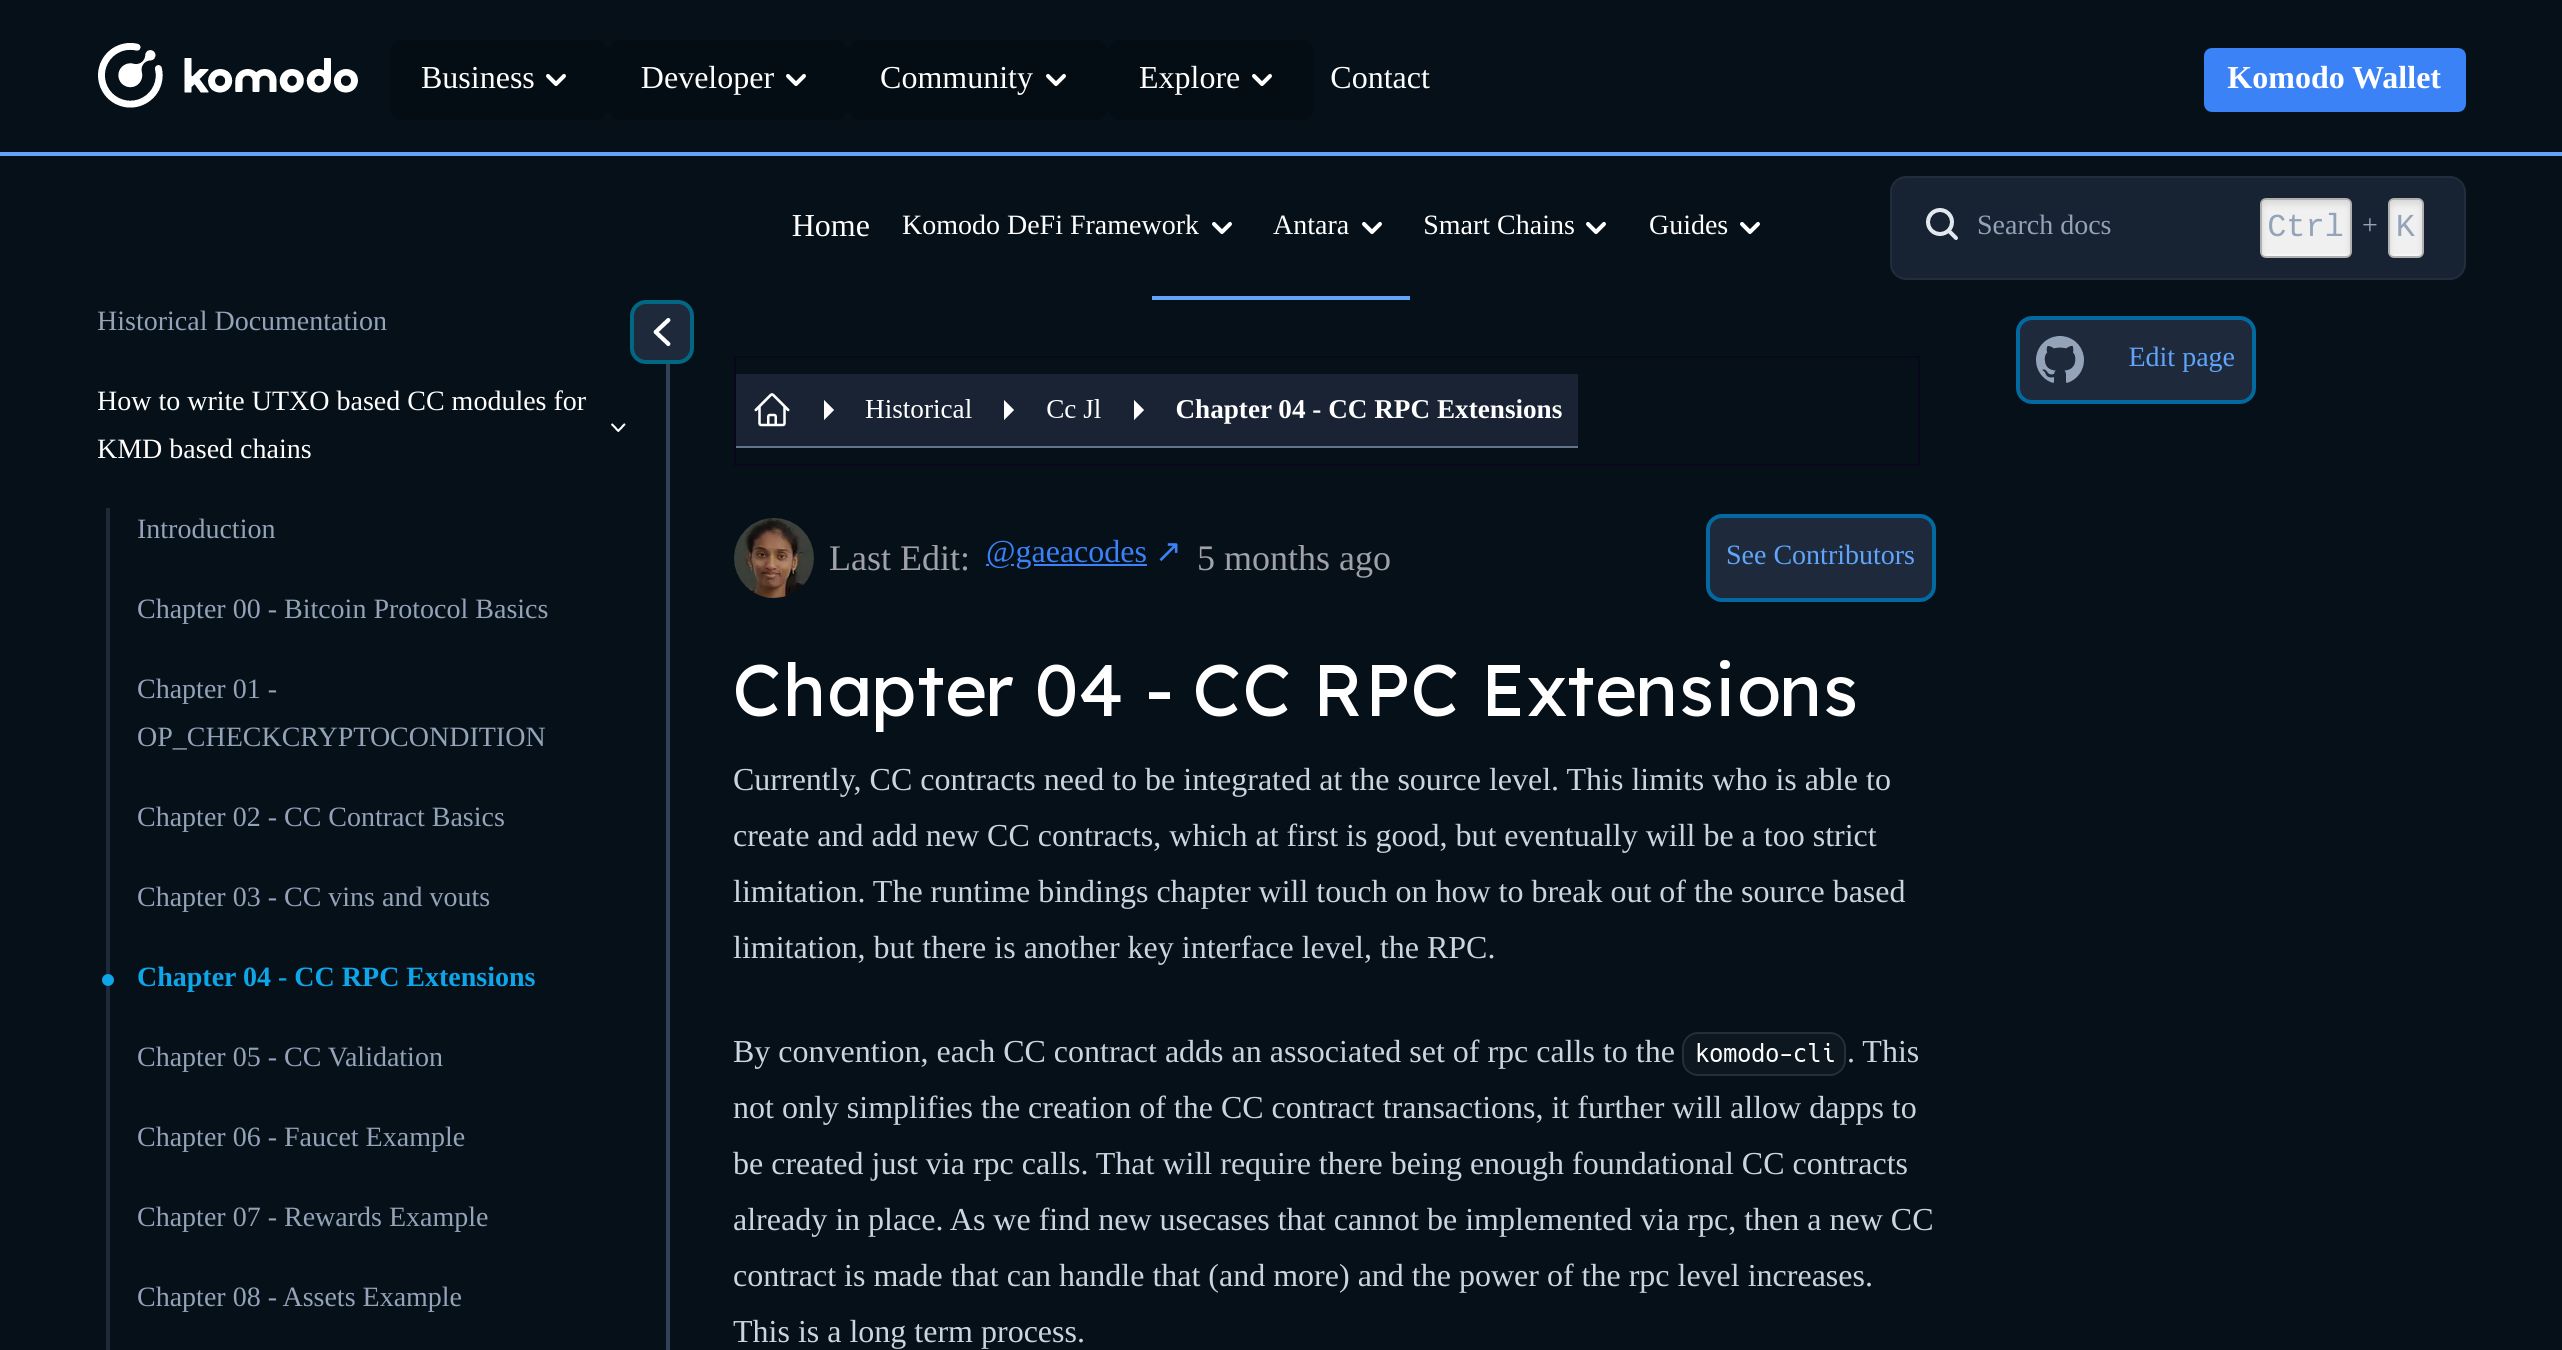 komodo
Business
Developer
Community
Explore
Contact
Komodo Wallet
Home
Komodo DeFi Framework
Antara
Smart Chains
Guides
Search docs
Ctrl + K
Historical Documentation
How to write UTXO based CC modules for
KMD based chains
Introduction
Chapter 00 - Bitcoin Protocol Basics
Chapter 01 -
OP_CHECKCRYPTOCONDITION
Chapter 02 - CC Contract Basics
Chapter 03 - CC vins and vouts
Chapter 04 - CC RPC Extensions
Chapter 05 - CC Validation
Chapter 06 - Faucet Example
Chapter 07 - Rewards Example
Chapter 08 - Assets Example
Historical
Cc Jl
Chapter 04 - CC RPC Extensions
Edit page
Last Edit: @gaeacodes ↗ 5 months ago
See Contributors
Chapter 04 - CC RPC Extensions
Currently, CC contracts need to be integrated at the source level. This limits who is able to
create and add new CC contracts, which at first is good, but eventually will be a too strict
limitation. The runtime bindings chapter will touch on how to break out of the source based
limitation, but there is another key interface level, the RPC.
By convention, each CC contract adds an associated set of rpc calls to the komodo-cli. This
not only simplifies the creation of the CC contract transactions, it further will allow dapps to
be created just via rpc calls. That will require there being enough foundational CC contracts
already in place. As we find new usecases that cannot be implemented via rpc, then a new CC
contract is made that can handle that (and more) and the power of the rpc level increases.
This is a long term process.